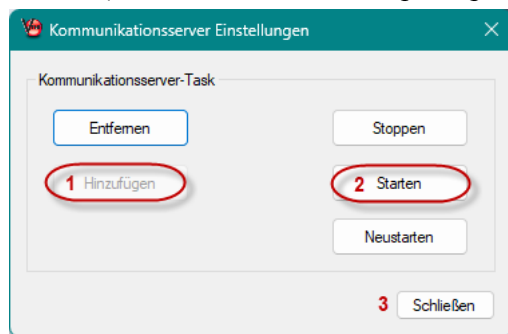 Kommunikationsserver Einstellungen
Kommunikationsserver-Task
Entfernen Stoppen
1 Hinzufügen 2 Starten
Neustarten
3 Schließen